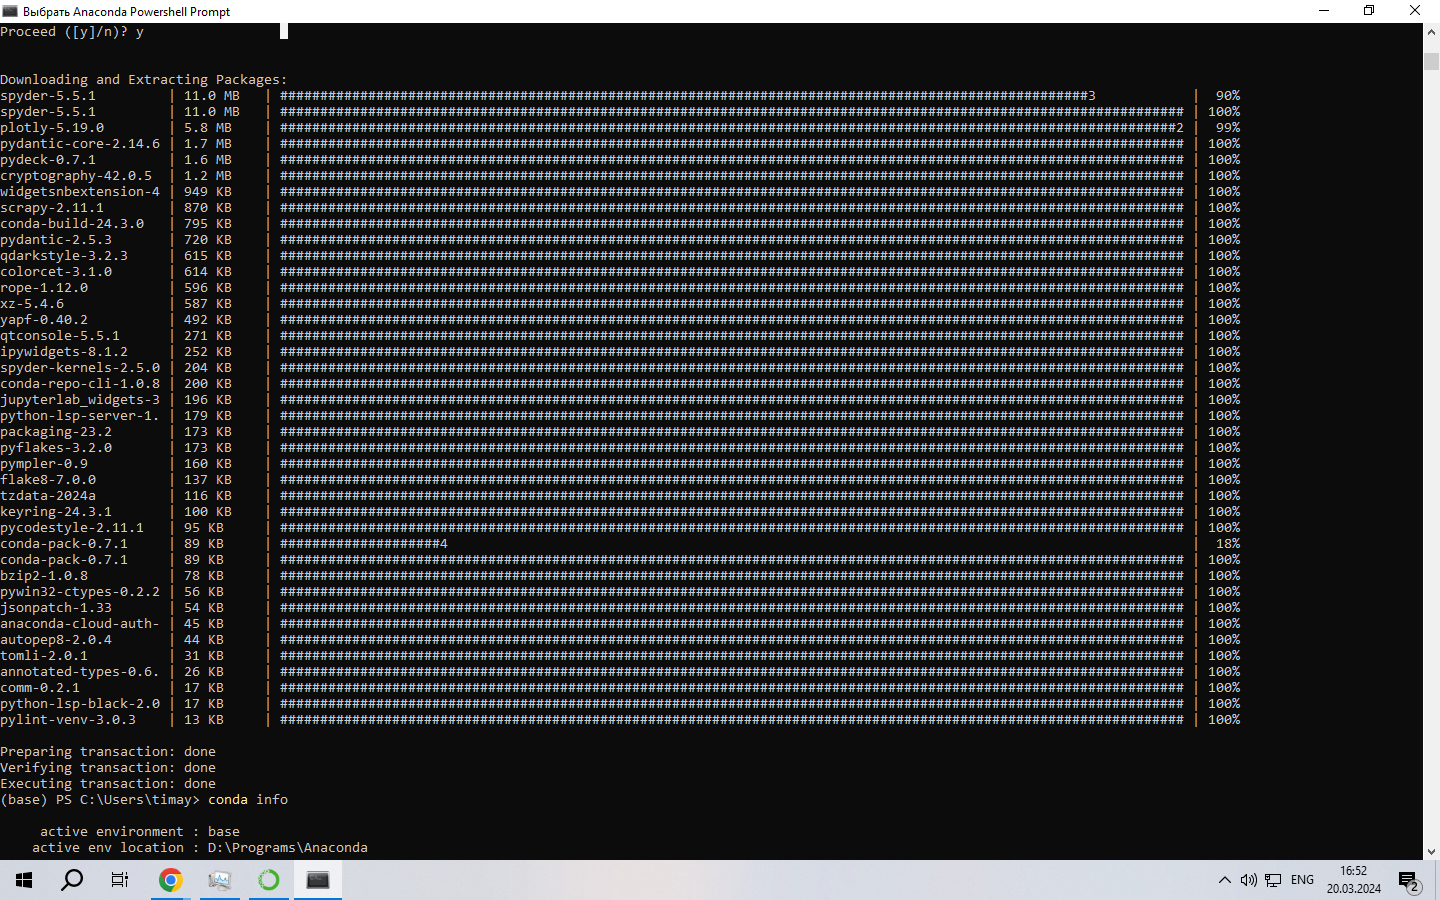 Выбрать Anaconda Powershell Prompt
Proceed ([y]/n)? y
Downloading and Extracting Packages:
spyder-5.5.1 | 11.0 MB | ##################################################################################################### 3 | 90%
spyder-5.5.1 | 11.0 MB | ################################################################################################################# | 100%
plotly-5.19.0 | 5.8 MB | ################################################################################################################2 | 99%
pydantic-core-2.14.6 | 1.7 MB | ################################################################################################################# | 100%
pydeck-0.7.1 | 1.6 MB | ################################################################################################################# | 100%
cryptography-42.0.5 | 1.2 MB | ################################################################################################################# | 100%
widgetsnbextension-4 | 949 KB | ################################################################################################################# | 100%
scrapy-2.11.1 | 870 KB | ################################################################################################################# | 100%
conda-build-24.3.0 | 795 KB | ################################################################################################################# | 100%
pydantic-2.5.3 | 720 KB | ################################################################################################################# | 100%
qdarkstyle-3.2.3 | 615 KB | ################################################################################################################# | 100%
colorcet-3.1.0 | 614 KB | ################################################################################################################# | 100%
rope-1.12.0 | 596 KB | ################################################################################################################# | 100%
xz-5.4.6 | 587 KB | ################################################################################################################# | 100%
yapf-0.40.2 | 492 KB | ################################################################################################################# | 100%
qtconsole-5.5.1 | 271 KB | ################################################################################################################# | 100%
ipywidgets-8.1.2 | 252 KB | ################################################################################################################# | 100%
spyder-kernels-2.5.0 | 204 KB | ################################################################################################################# | 100%
conda-repo-cli-1.0.8 | 200 KB | ################################################################################################################# | 100%
jupyterlab_widgets-3 | 196 KB | ################################################################################################################# | 100%
python-lsp-server-1. | 179 KB | ################################################################################################################# | 100%
packaging-23.2 | 173 KB | ################################################################################################################# | 100%
pyflakes-3.2.0 | 173 KB | ################################################################################################################# | 100%
pympler-0.9 | 160 KB | ################################################################################################################# | 100%
flake8-7.0.0 | 137 KB | ################################################################################################################# | 100%
tzdata-2024a | 116 KB | ################################################################################################################# | 100%
keyring-24.3.1 | 100 KB | ################################################################################################################# | 100%
pycodestyle-2.11.1 | 95 KB | ################################################################################################################# | 100%
conda-pack-0.7.1 | 89 KB | ####################4 | 18%
conda-pack-0.7.1 | 89 KB | ################################################################################################################# | 100%
bzip2-1.0.8 | 78 KB | ################################################################################################################# | 100%
pywin32-ctypes-0.2.2 | 56 KB | ################################################################################################################# | 100%
jsonpatch-1.33 | 54 KB | ################################################################################################################# | 100%
anaconda-cloud-auth- | 45 KB | ################################################################################################################# | 100%
autopep8-2.0.4 | 44 KB | ################################################################################################################# | 100%
tomli-2.0.1 | 31 KB | ################################################################################################################# | 100%
annotated-types-0.6. | 26 KB | ################################################################################################################# | 100%
comm-0.2.1 | 17 KB | ################################################################################################################# | 100%
python-lsp-black-2.0 | 17 KB | ################################################################################################################# | 100%
pylint-venv-3.0.3 | 13 KB | ################################################################################################################# | 100%
Preparing transaction: done
Verifying transaction: done
Executing transaction: done
(base) PS C:\Users\timay> conda info
active environment : base
active env location : D:\Programs\Anaconda
ENG
16:52
20.03.2024
2